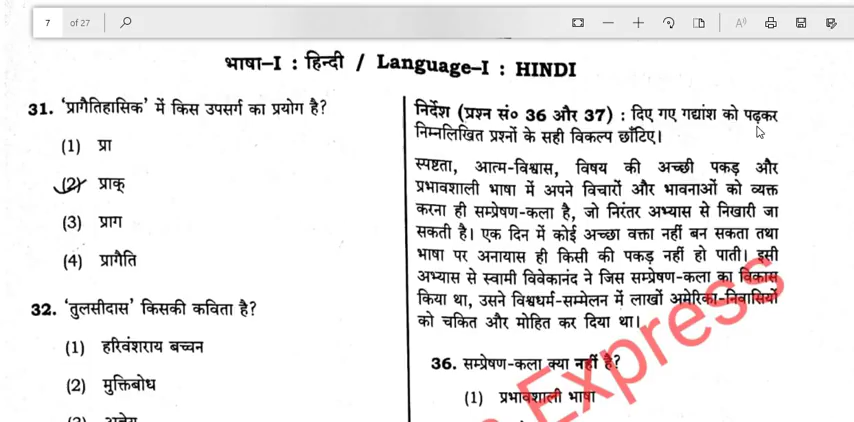 7 of 27
भाषा–I : हिन्दी / Language–I : HINDI
31. 'प्रागैतिहासिक' में किस उपसर्ग का प्रयोग है?
(1) प्रा
(2) प्राक्
(3) प्राग
(4) प्रागैति
32. 'तुलसीदास' किसकी कविता है?
(1) हरिवंशराय बच्चन
(2) मुक्तिबोध
निर्देश (प्रश्न सं० 36 और 37) : दिए गए गद्यांश को पढ़कर
निम्नलिखित प्रश्नों के सही विकल्प छाँटिए।
स्पष्टता, आत्म-विश्वास, विषय की अच्छी पकड़ और
प्रभावशाली भाषा में अपने विचारों और भावनाओं को व्यक्त
करना ही सम्प्रेषण-कला है, जो निरंतर अभ्यास से निखारी जा
सकती है। एक दिन में कोई अच्छा वक्ता नहीं बन सकता तथा
भाषा पर अनायास ही किसी की पकड़ नहीं हो पाती। इसी
अभ्यास से स्वामी विवेकानंद ने जिस सम्प्रेषण-कला का विकास
किया था, उसने विश्वधर्म-सम्मेलन में लाखों अमेरिका-निवासियों
को चकित और मोहित कर दिया था।
36. सम्प्रेषण-कला क्या नहीं है?
(1) प्रभावशाली भाषा
Express